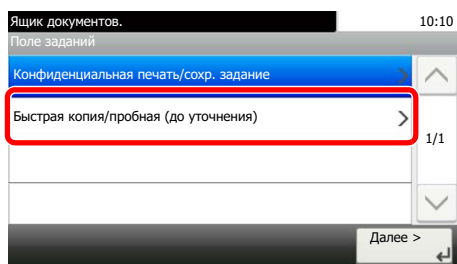 Ящик документов.
10:10
Поле заданий
Конфиденциальная печать/сохр. задание
Быстрая копия/пробная (до уточнения)
1/1
Далее >